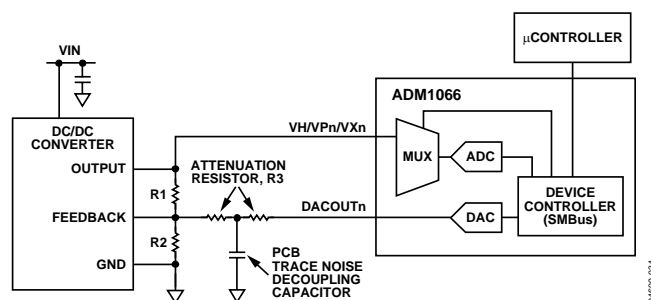 VIN
μCONTROLLER
DC/DC
CONVERTER
OUTPUT
FEEDBACK
GND
R1
R2
ATTENUATION
RESISTOR, R3
PCB
TRACE NOISE
DECOUPLING
CAPACITOR
VH/VPn/VXn
DACOUTn
ADM1066
MUX
ADC
DAC
DEVICE
CONTROLLER
(SMBus)